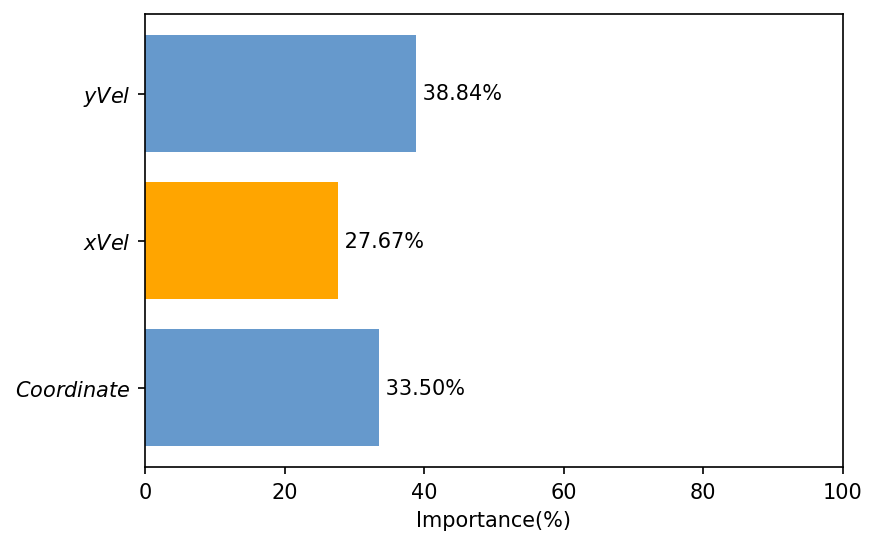 yVel
38.84%
xVel
27.67%
Coordinate
33.50%
0 20 40 60 80 100
Importance(%)